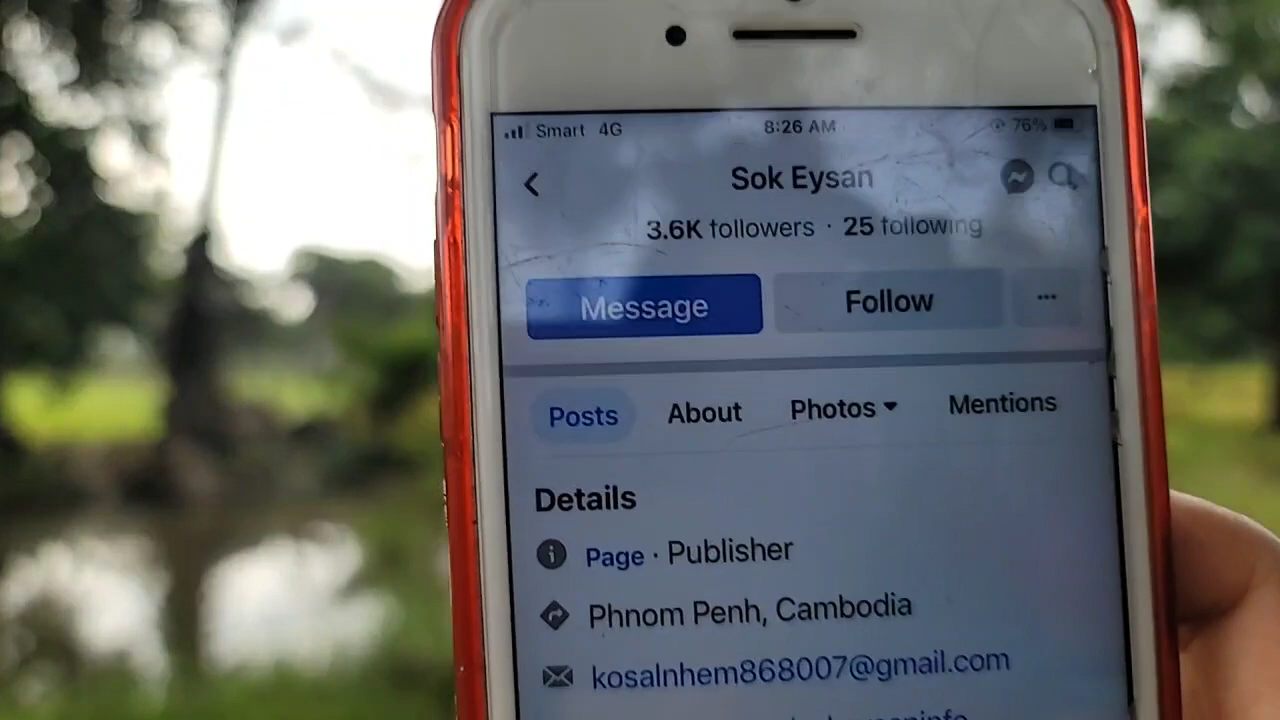 Smart 4G 8:26 AM 76%
Sok Eysan
3.6K followers · 25 following
Message Follow ...
Posts About Photos Mentions
Details
Page · Publisher
Phnom Penh, Cambodia
kosalnhem868007@gmail.com